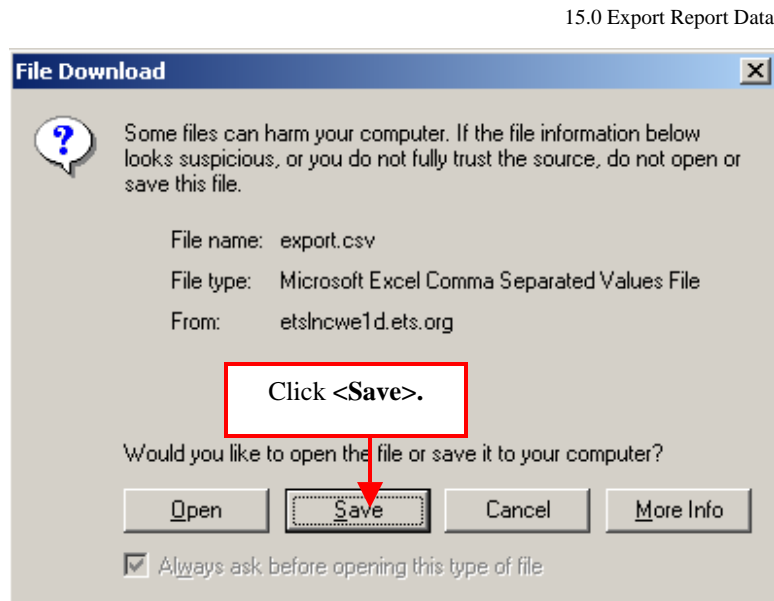 15.0 Export Report Data
File Download
Some files can harm your computer. If the file information below
looks suspicious, or you do not fully trust the source, do not open or
save this file.
File name: export.csv
File type: Microsoft Excel Comma Separated Values File
From: etslncwe1d.ets.org
Click <Save>.
Would you like to open the file or save it to your computer?
Open Save Cancel More Info
Always ask before opening this type of file